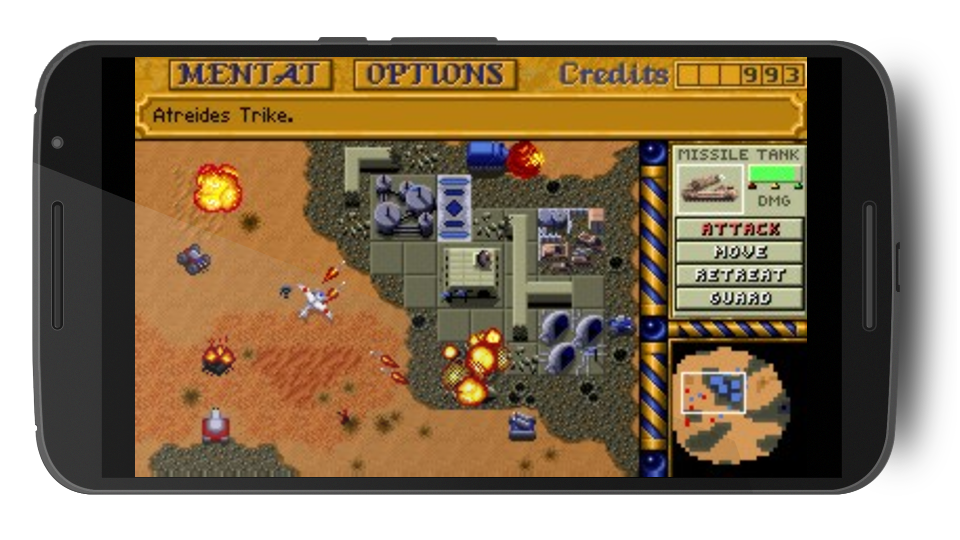 MENTAT OPTIONS Credits 993
Atreides Trike.
MISSILE TANK
DMG
ATTACK
MOVE
RETREAT
GUARD